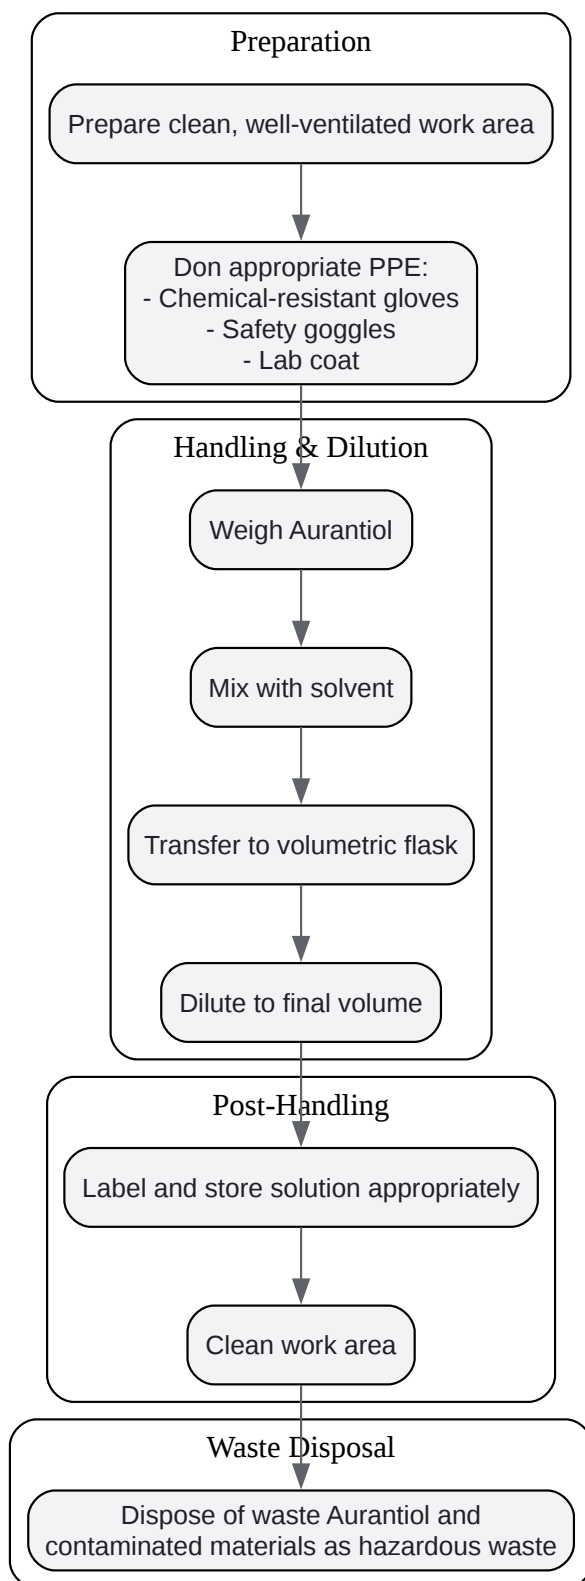 Preparation
Prepare clean, well-ventilated work area
Don appropriate PPE:
- Chemical-resistant gloves
- Safety goggles
- Lab coat
Handling & Dilution
Weigh Aurantiol
Mix with solvent
Transfer to volumetric flask
Dilute to final volume
Post-Handling
Label and store solution appropriately
Clean work area
Waste Disposal
Dispose of waste Aurantiol and
contaminated materials as hazardous waste